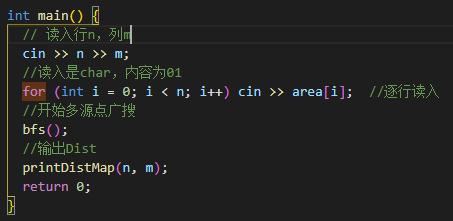 int main() {
// 读入行n，列m
cin >> n >> m;
//读入是char，内容为01
for (int i = 0; i < n; i++) cin >> area[i];  //逐行读入
//开始多源点广搜
bfs();
//输出Dist
printDistMap(n, m);
return 0;
}